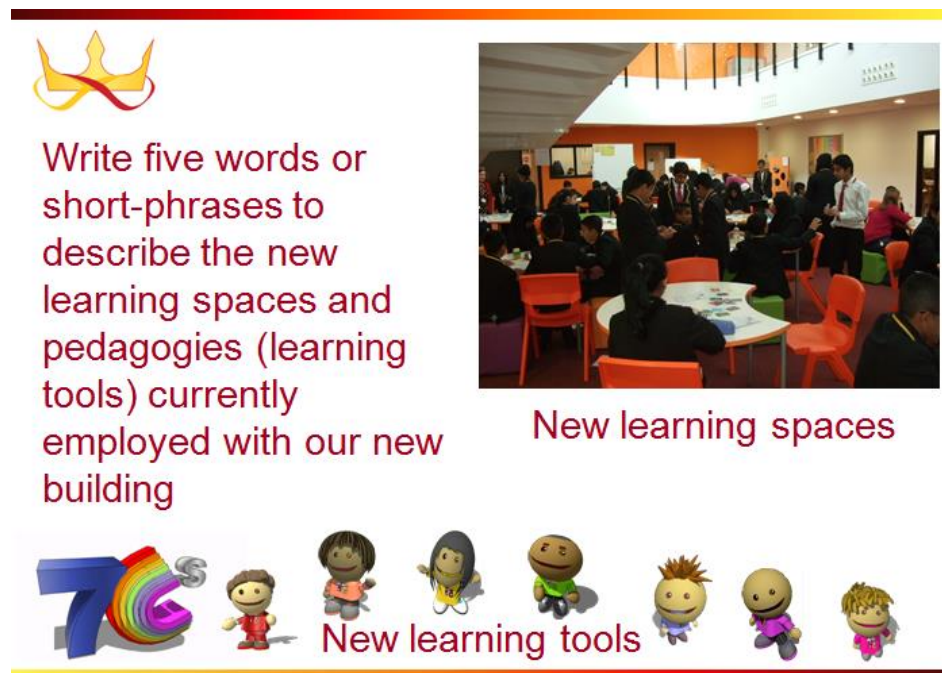 Write five words or
short-phrases to
describe the new
learning spaces and
pedagogies (learning
tools) currently
employed with our new
building
New learning spaces
7Cs
New learning tools